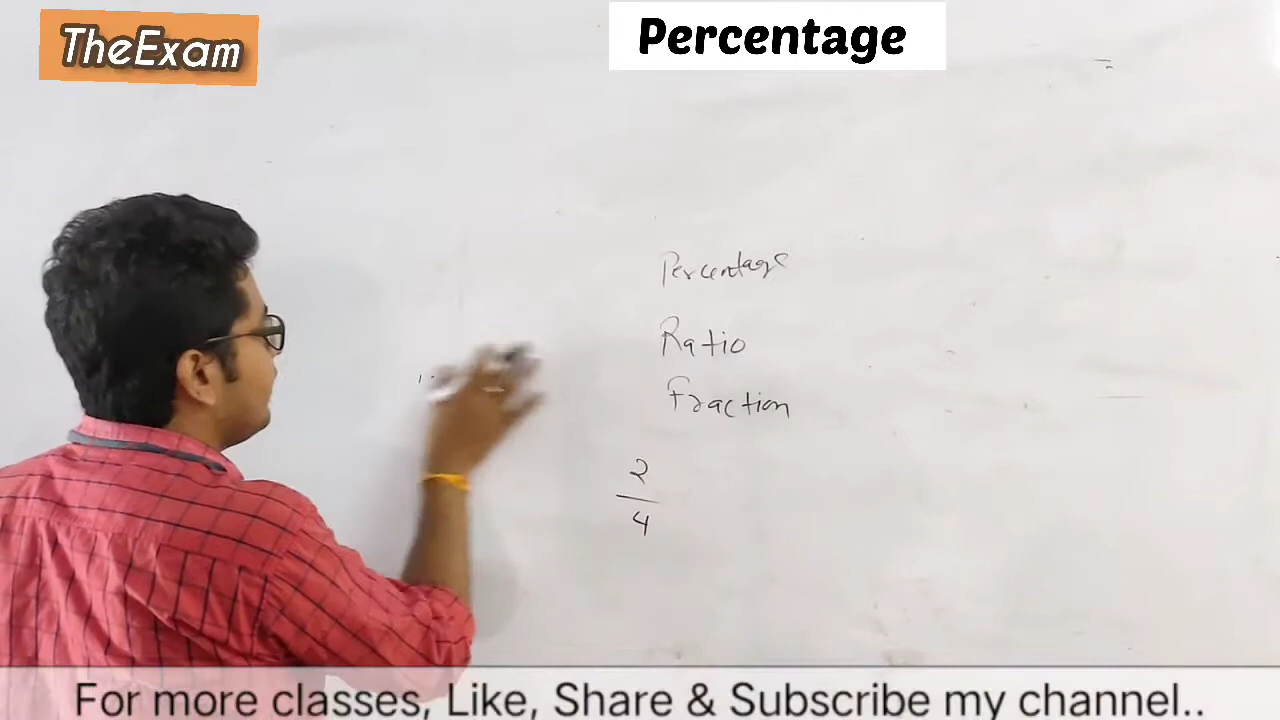 TheExam
Percentage
Percentage
Ratio
Fraction
2
4
For more classes, Like, Share & Subscribe my channel..